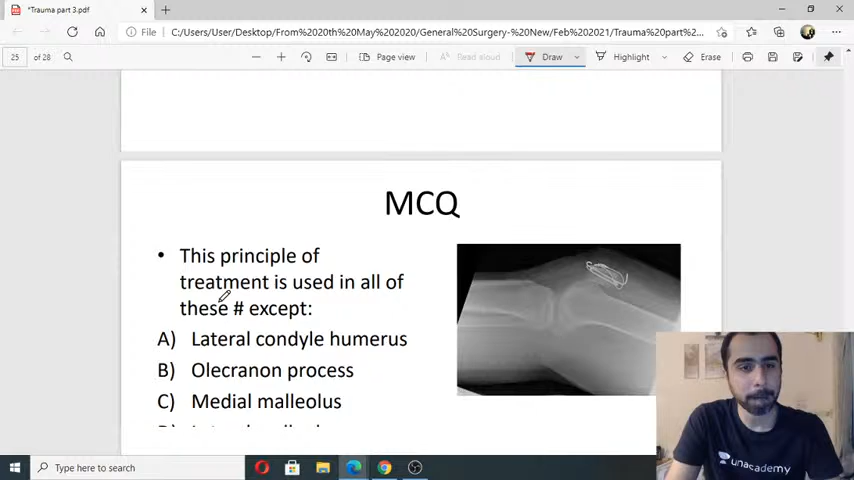 *Trauma part 3.pdf
File
C:/Users/User/Desktop/From%2020th%20May%202020/General%20Surgery-%20New/Feb%202021/Trauma%20part%...
25 of 28
Page view
Read aloud
Draw
Highlight
Erase
MCQ
• This principle of
treatment is used in all of
these # except:
A) Lateral condyle humerus
B) Olecranon process
C) Medial malleolus
unacademy
Type here to search